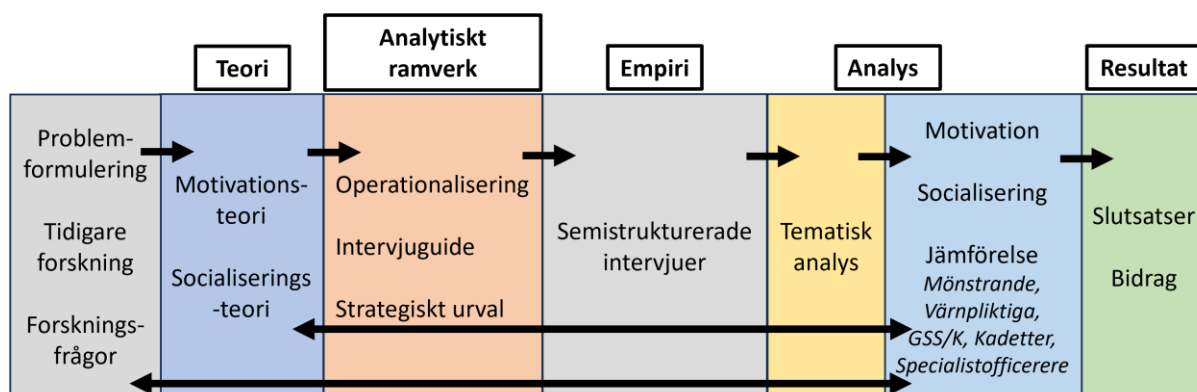 Teori
Analytiskt
ramverk
Empiri
Analys
Resultat
Problem-
formulering
Tidigare
forskning
Forsknings-
frågor
Motivations-
teori
Socialiserings
-teori
Operationalisering
Intervjuguide
Strategiskt urval
Semistrukturerade
intervjuer
Tematisk
analys
Motivation
Socialisering
Jämförelse
Mönstrande,
Värnpliktiga,
GSS/K, Kadetter,
Specialistofficerere
Slutsatser
Bidrag